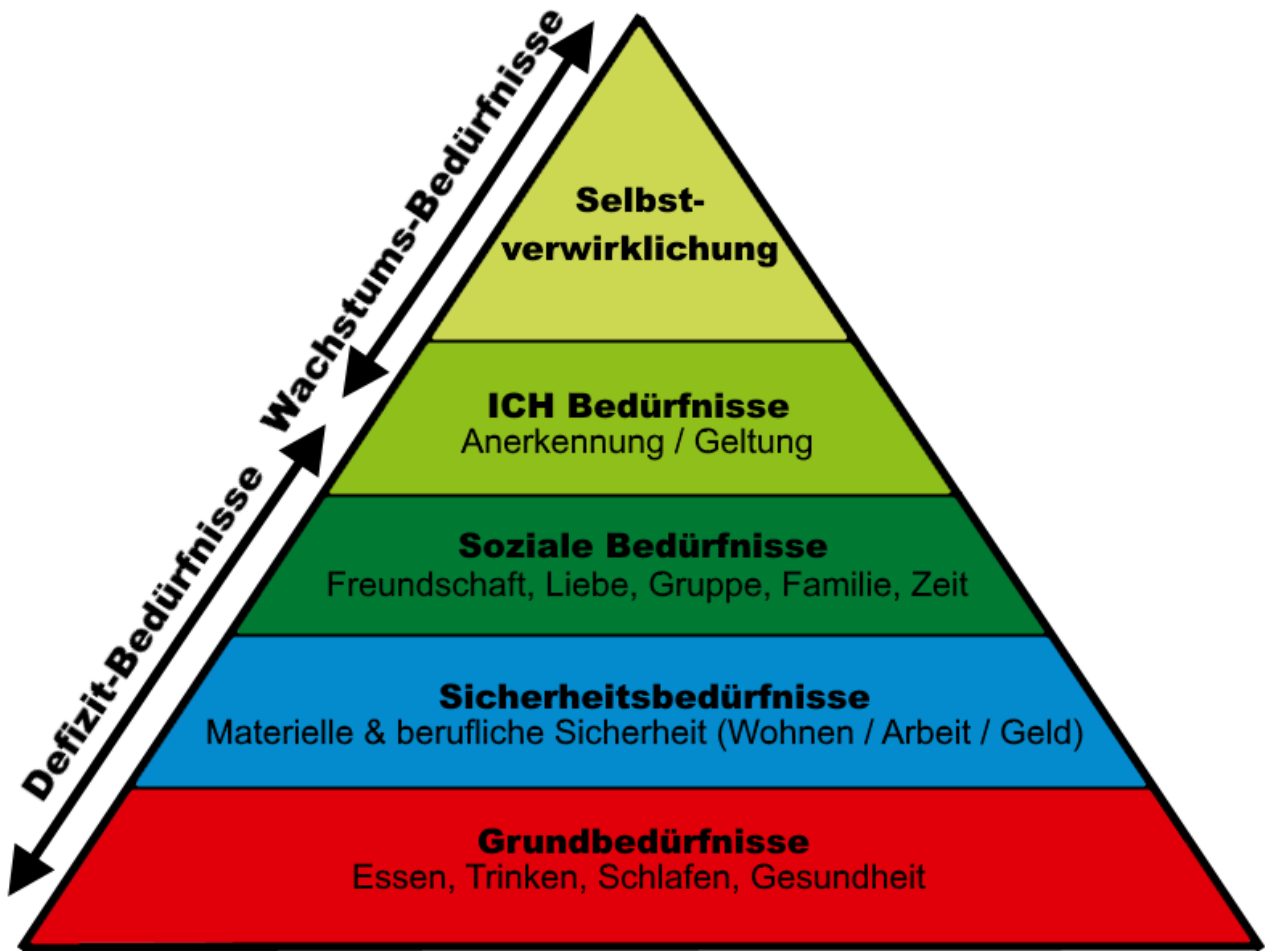 Wachstums-Bedürfnisse
Defizit-Bedürfnisse
Selbst-
verwirklichung
ICH Bedürfnisse
Anerkennung / Geltung
Soziale Bedürfnisse
Freundschaft, Liebe, Gruppe, Familie, Zeit
Sicherheitsbedürfnisse
Materielle & berufliche Sicherheit (Wohnen / Arbeit / Geld)
Grundbedürfnisse
Essen, Trinken, Schlafen, Gesundheit